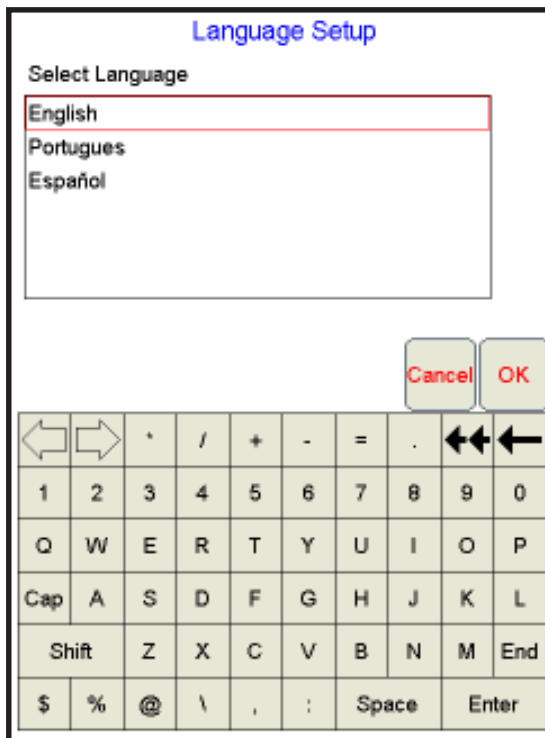 Language Setup
Select Language
English
Portugues
Español
Cancel OK
* / + - = .
1 2 3 4 5 6 7 8 9 0
Q W E R T Y U I O P
Cap A S D F G H J K L
Shift Z X C V B N M End
$ % @ \ , : Space Enter